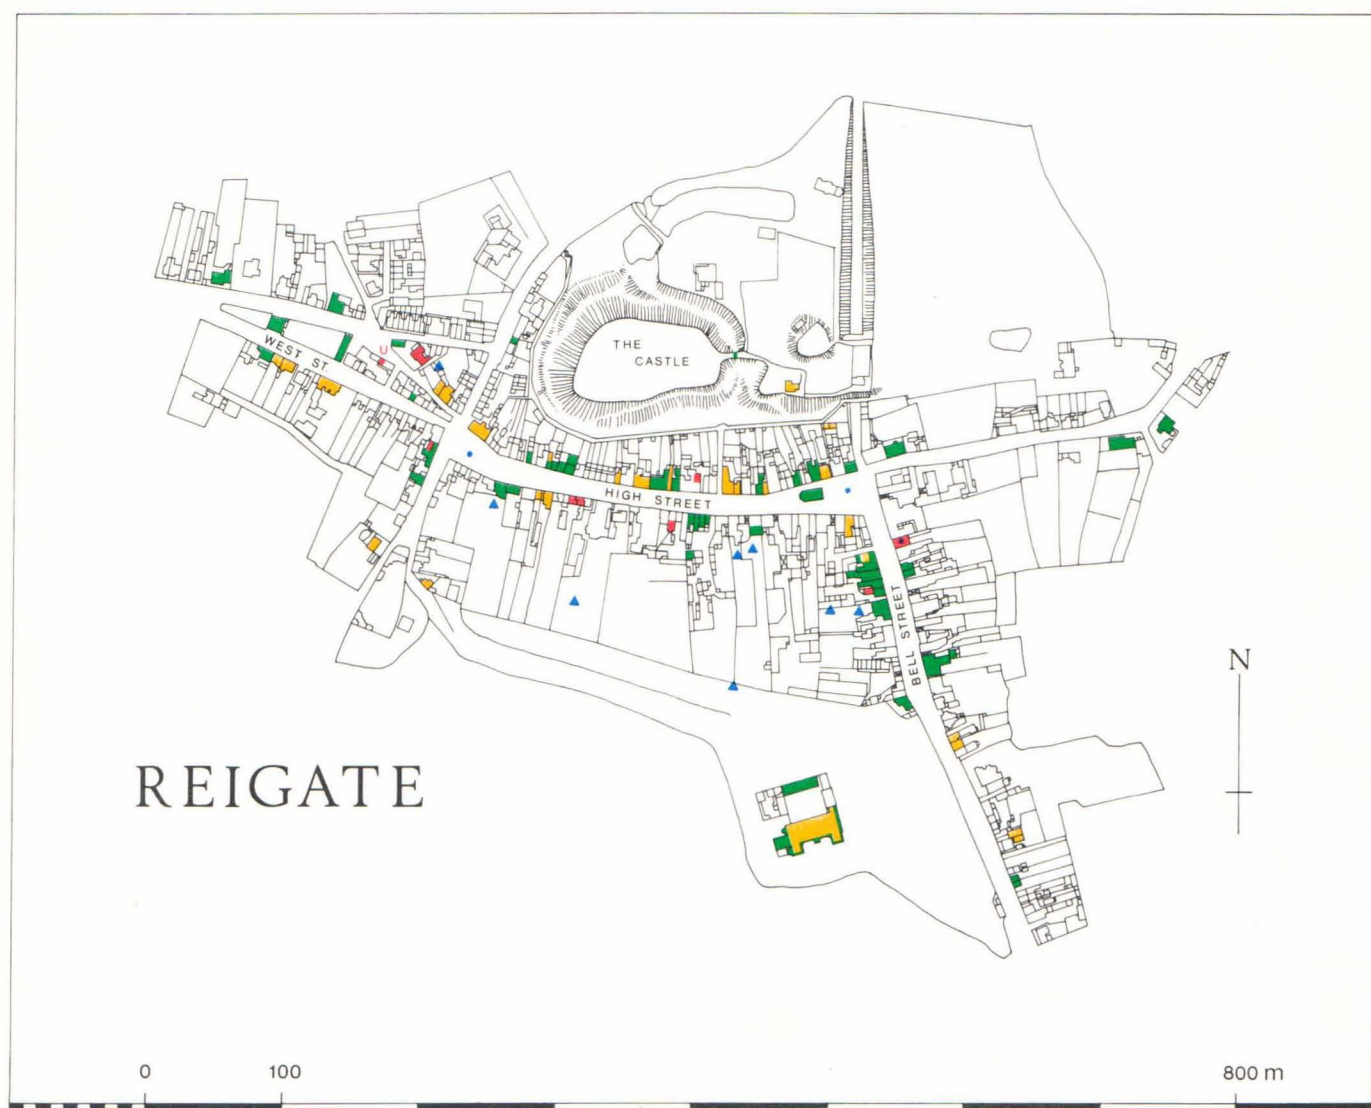 THE
CASTLE
WEST ST.
U
HIGH STREET
BELL STREET
N
REIGATE
0 100 800 m